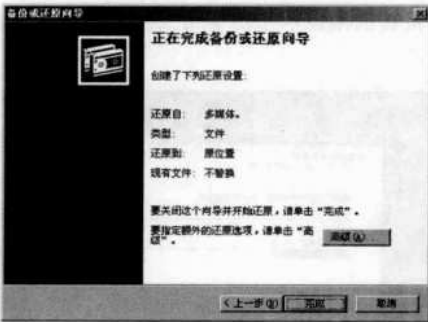 备份或还原向导
正在完成备份或还原向导
创建了下列还原设置:
还原自: 多媒体。
类型: 文件
还原到: 原位置
现有文件: 不替换
要关闭这个向导并开始还原，请单击“完成”。
要指定额外的还原选项，请单击“高
级”。
高级(A)...
<上一步(B)
完成
取消